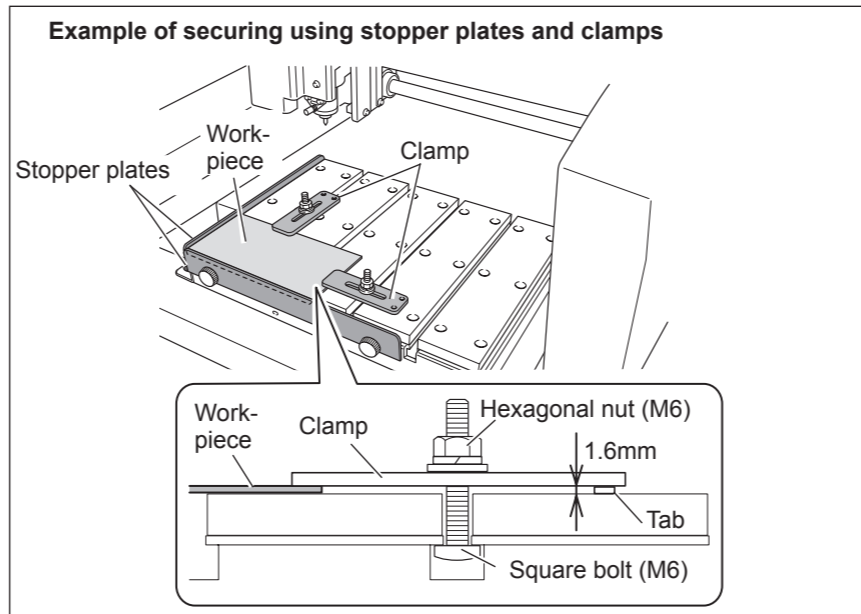 Example of securing using stopper plates and clamps
Work-
piece
Clamp
Stopper plates
Work-
piece
Clamp
Hexagonal nut (M6)
1.6mm
Tab
Square bolt (M6)